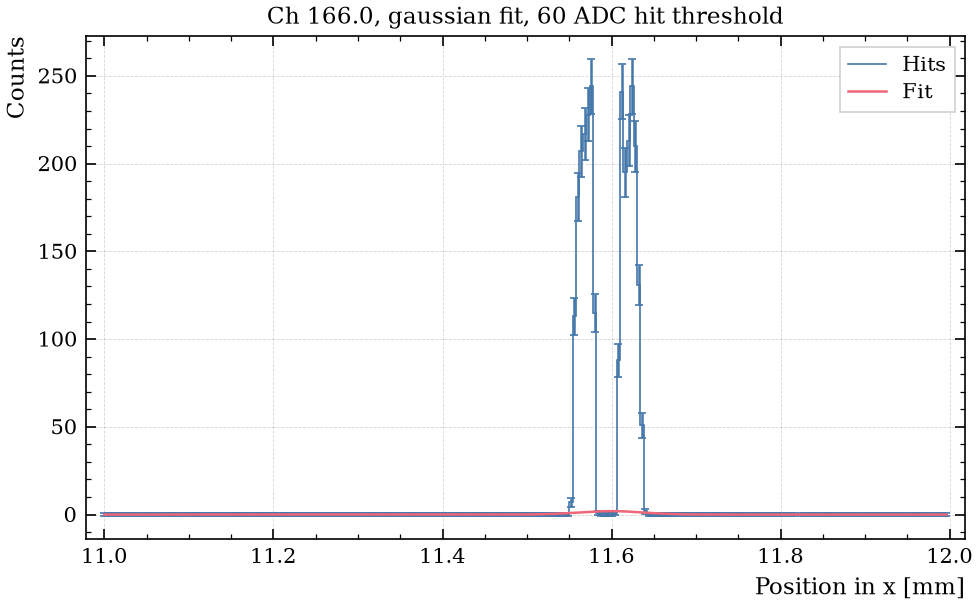 Ch 166.0, gaussian fit, 60 ADC hit threshold
Counts
250
200
150
100
50
0
Hits
Fit
11.0
11.2
11.4
11.6
11.8
12.0
Position in x [mm]